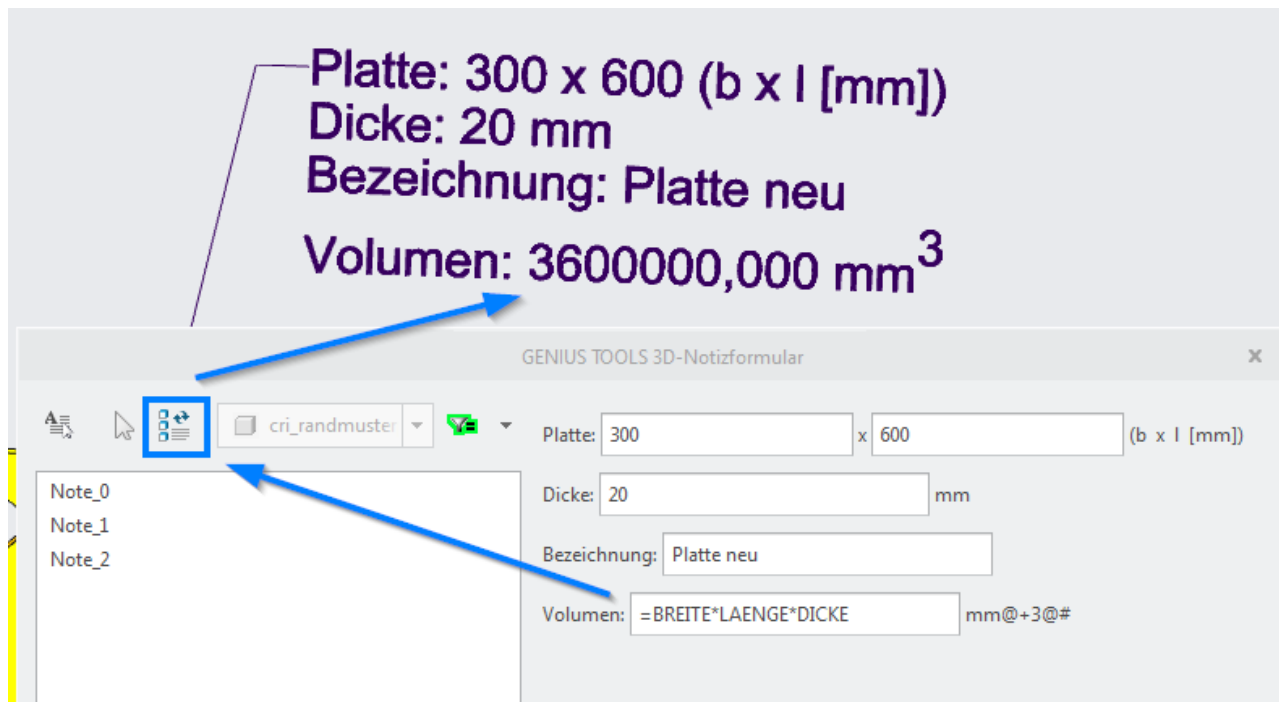 Platte: 300 x 600 (b x l [mm])
Dicke: 20 mm
Bezeichnung: Platte neu
Volumen: 3600000,000 mm³
GENIUS TOOLS 3D-Notizformular
cri_randmuster
Platte: 300 x 600 (b x l [mm])
Note_0
Note_1
Note_2
Dicke: 20 mm
Bezeichnung: Platte neu
Volumen: =BREITE*LAENGE*DICKE mm@+3@#